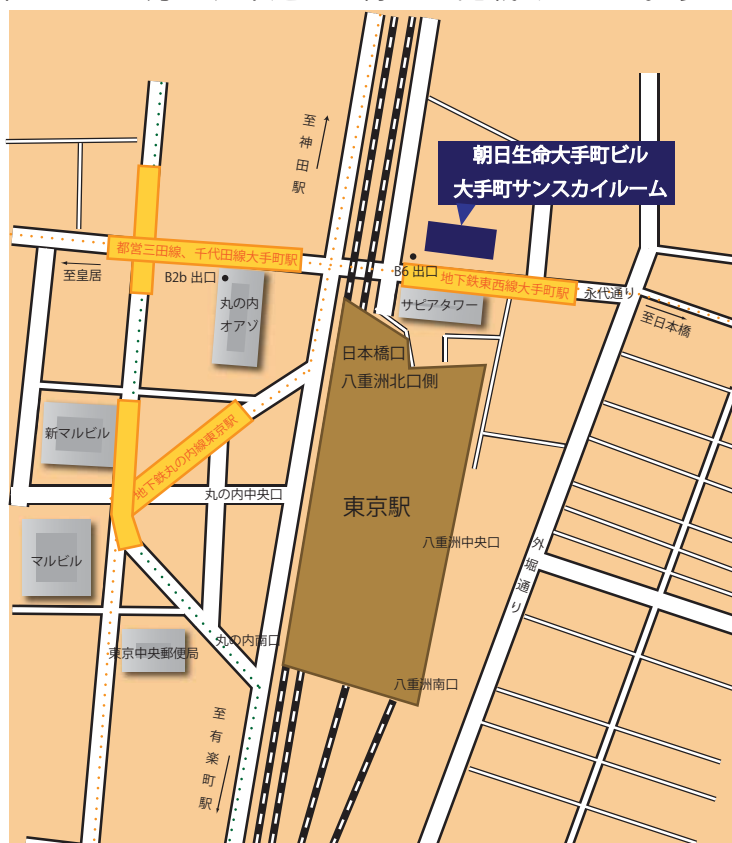 至神田駅
朝日生命大手町ビル
大手町サンスカイルーム
都営三田線、千代田線大手町駅
至皇居
B2b 出口
B6 出口
地下鉄東西線大手町駅
永代通り
至日本橋
丸の内
オアゾ
サピアタワー
日本橋口
八重洲北口側
新マルビル
地下鉄丸の内線東京駅
丸の内中央口
東京駅
八重洲中央口
外堀通り
マルビル
丸の内南口
東京中央郵便局
八重洲南口
至有楽町駅